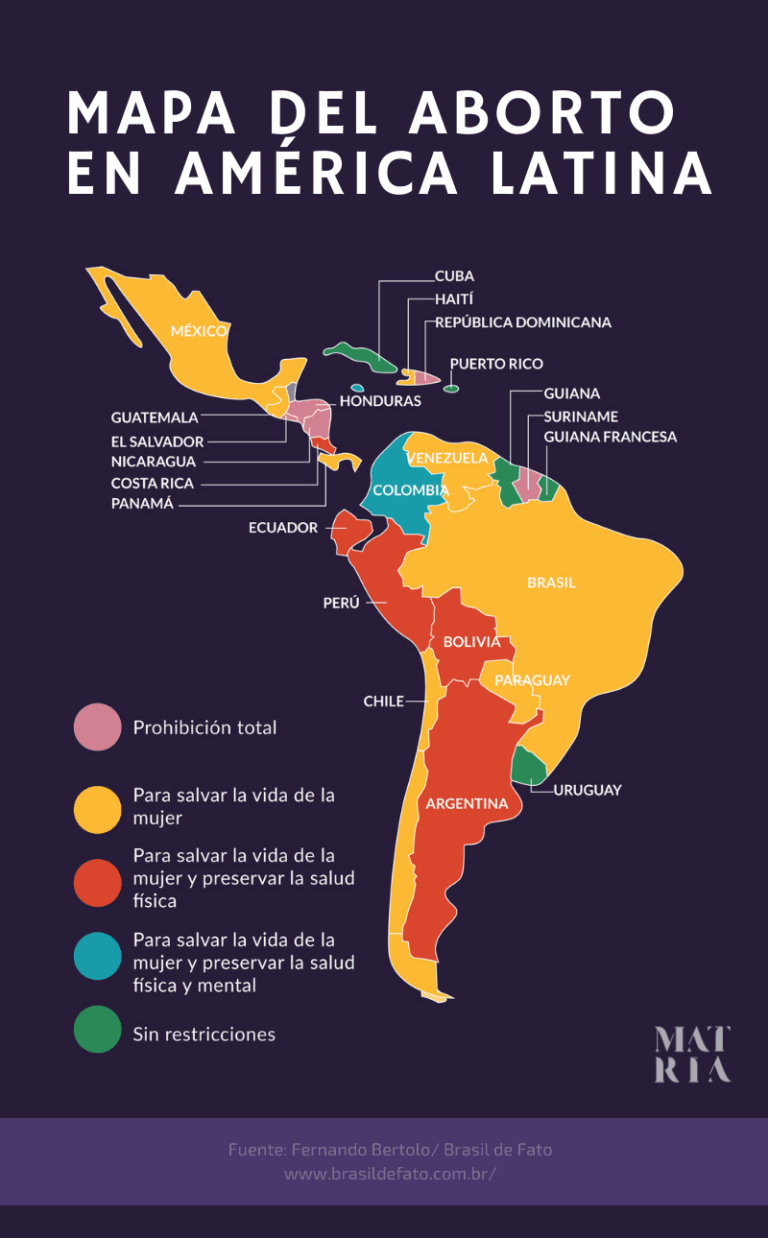 MAPA DEL ABORTO
EN AMÉRICA LATINA
CUBA
HAITÍ
REPÚBLICA DOMINICANA
PUERTO RICO
MÉXICO
HONDURAS
GUIANA
SURINAME
GUIANA FRANCESA
GUATEMALA
EL SALVADOR
NICARAGUA
COSTA RICA
PANAMÁ
VENEZUELA
COLOMBIA
ECUADOR
BRASIL
PERÚ
BOLIVIA
PARAGUAY
CHILE
URUGUAY
ARGENTINA
Prohibición total
Para salvar la vida de la
mujer
Para salvar la vida de la
mujer y preservar la salud
física
Para salvar la vida de la
mujer y preservar la salud
física y mental
Sin restricciones
MAT
RIA
Fuente: Fernando Bertolo/ Brasil de Fato
www.brasildefato.com.br/